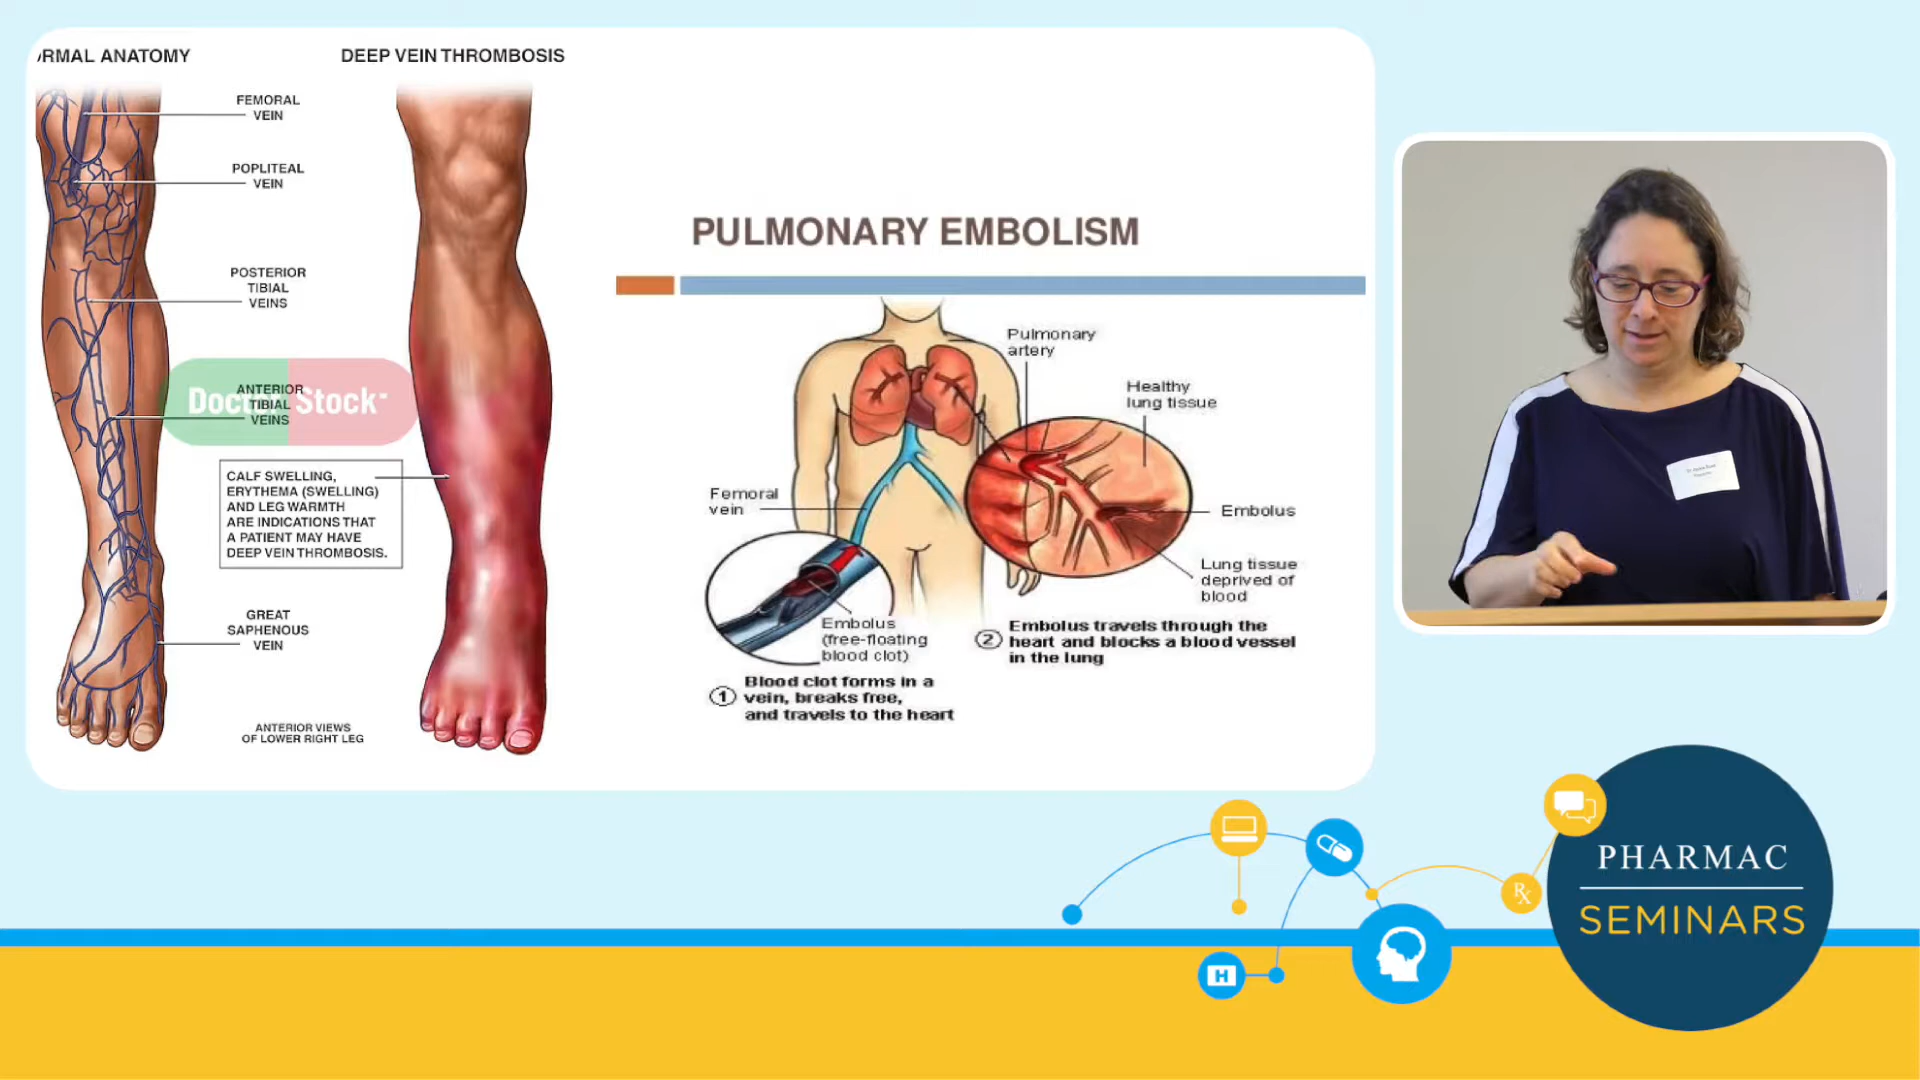 RMAL ANATOMY
DEEP VEIN THROMBOSIS
FEMORAL
VEIN
POPLITEAL
VEIN
POSTERIOR
TIBIAL
VEINS
Stock
ANTERIOR
TIBIAL
VEINS
CALF SWELLING,
ERYTHEMA (SWELLING)
AND LEG WARMTH
ARE INDICATIONS THAT
A PATIENT MAY HAVE
DEEP VEIN THROMBOSIS.
GREAT
SAPHENOUS
VEIN
ANTERIOR VIEWS
OF LOWER RIGHT LEG
PULMONARY EMBOLISM
Pulmonary
artery
Healthy
lung tissue
Femoral
vein
Embolus
Lung tissue
deprived of
blood
Embolus
(free-floating
blood clot)
1 Blood clot forms in a
vein, breaks free,
and travels to the heart
2 Embolus travels through the
heart and blocks a blood vessel
in the lung
H
Rx
PHARMAC
SEMINARS